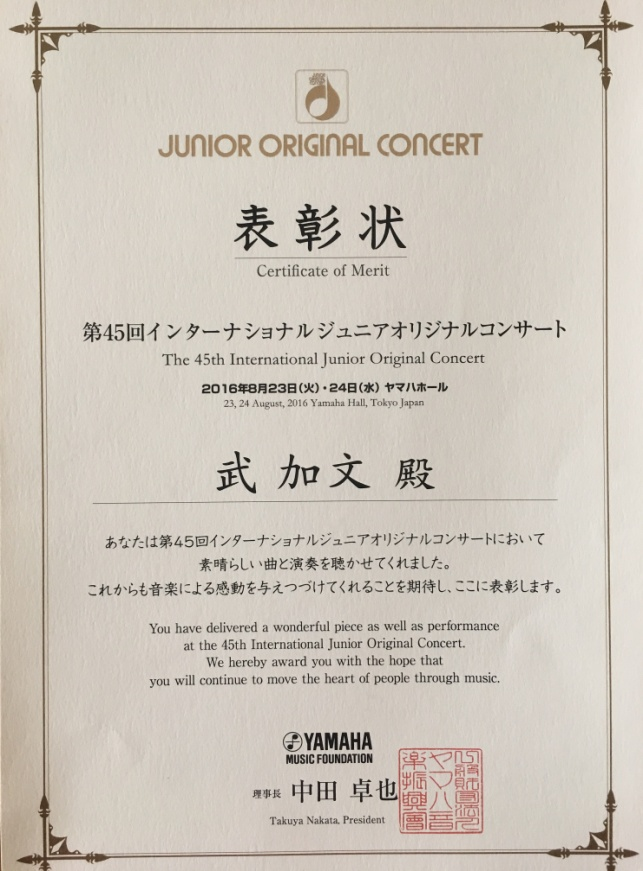 JUNIOR ORIGINAL CONCERT
表彰状
Certificate of Merit
第45回インターナショナルジュニアオリジナルコンサート
The 45th International Junior Original Concert
2016年8月23日(火)・24日(水) ヤマハホール
23, 24 August, 2016 Yamaha Hall, Tokyo Japan
武 加文 殿
あなたは第45回インターナショナルジュニアオリジナルコンサートにおいて
素晴らしい曲と演奏を聴かせてくれました。
これからも音楽による感動を与えつづけてくれることを期待し、ここに表彰します。
You have delivered a wonderful piece as well as performance
at the 45th International Junior Original Concert.
We hereby award you with the hope that
you will continue to move the heart of people through music.
YAMAHA
MUSIC FOUNDATION
理事長 中田 卓也
Takuya Nakata, President